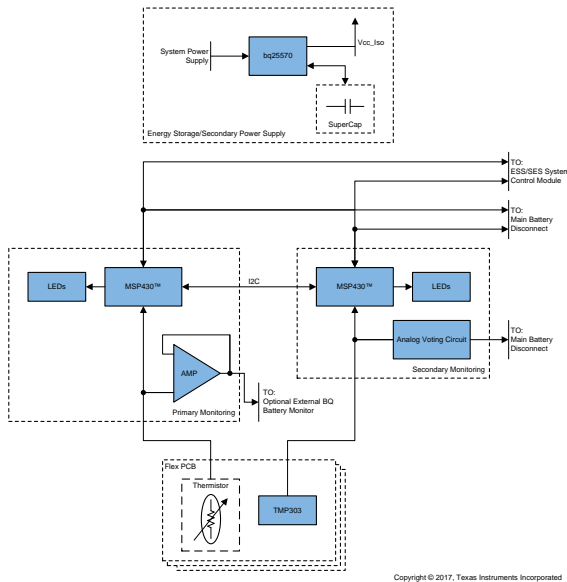 System Power
Supply
bq25570
Vcc_Iso
SuperCap
Energy Storage/Secondary Power Supply
TO:
ESS/SES System
Control Module
TO:
Main Battery
Disconnect
LEDs
MSP430™
I2C
MSP430™
LEDs
AMP
Primary Monitoring
TO:
Optional External BQ
Battery Monitor
Analog Voting Circuit
Secondary Monitoring
TO:
Main Battery
Disconnect
Flex PCB
Thermistor
TMP303
Copyright © 2017, Texas Instruments Incorporated